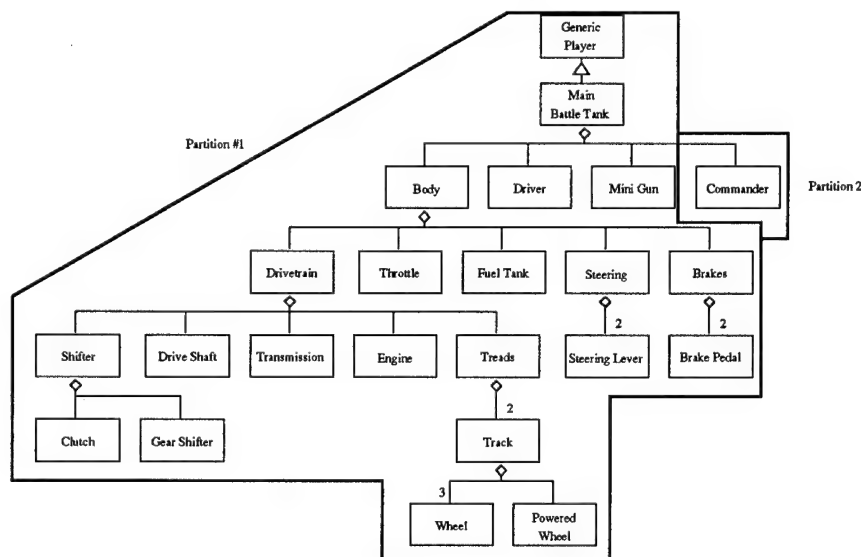 Generic
Player
Main
Battle Tank
Partition #1
Body
Driver
Mini Gun
Commander
Partition 2
Drivetrain
Throttle
Fuel Tank
Steering
Brakes
2
2
Shifter
Drive Shaft
Transmission
Engine
Treads
Steering Lever
Brake Pedal
2
Clutch
Gear Shifter
Track
3
Wheel
Powered
Wheel